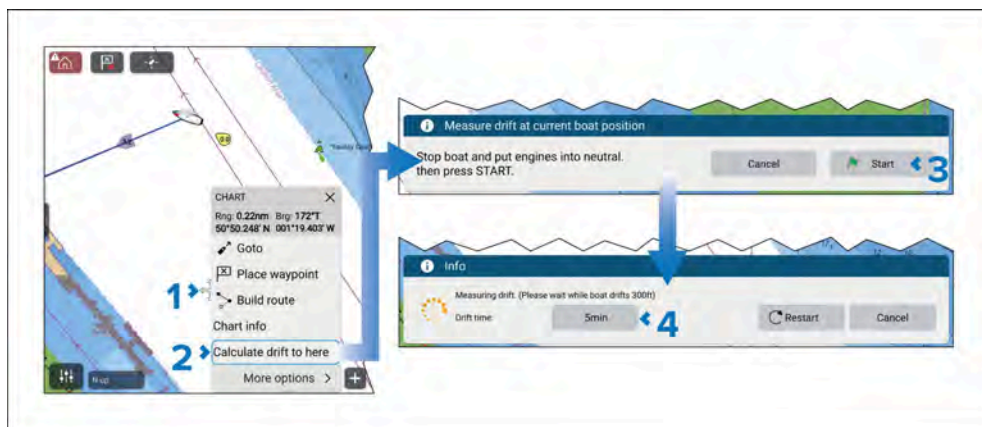 CHART
Rng: 0.22nm Brg: 172°T
50°50.248' N 001°19.403' W
Goto
Place waypoint
1
Build route
Chart info
2
Calculate drift to here
More options
N-up
Measure drift at current boat position
Stop boat and put engines into neutral.
then press START.
Cancel
Start
3
Info
Measuring drift. (Please wait while boat drifts 300ft)
Drift time:
5min
4
Restart
Cancel